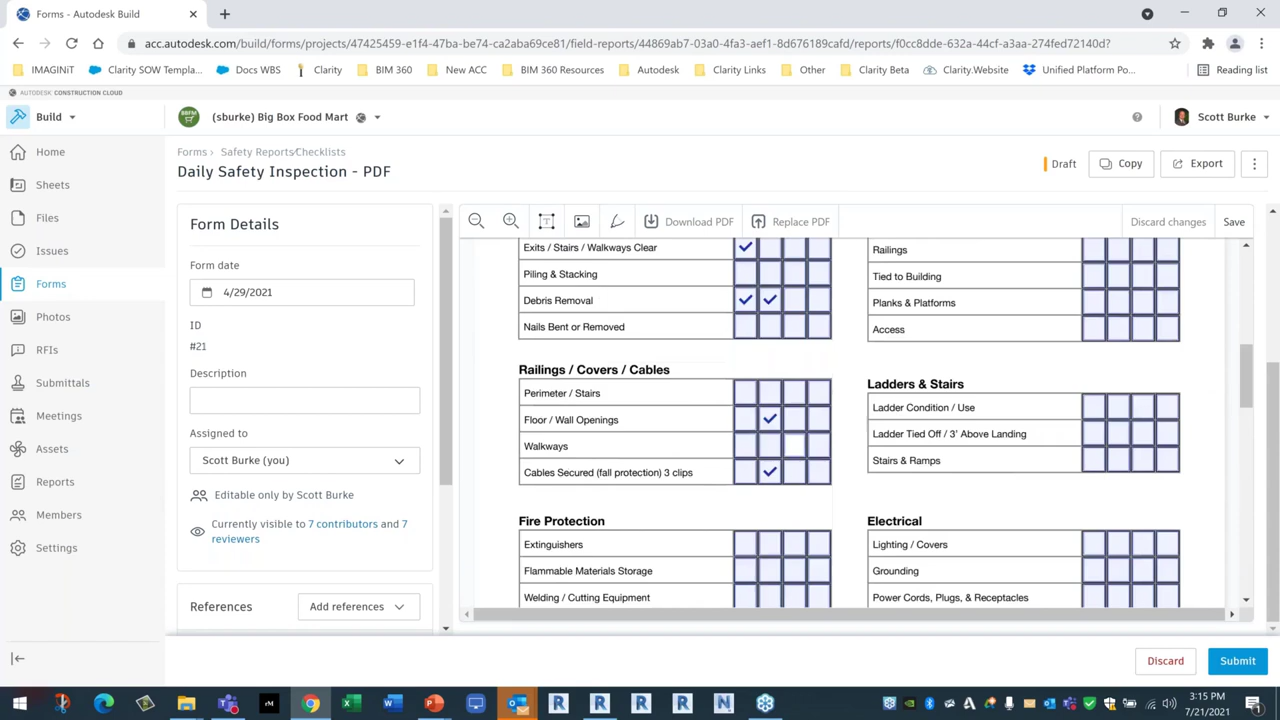 Forms - Autodesk Build
acc.autodesk.com/build/forms/projects/47425459-e1f4-47ba-be74-ca2aba69ce81/field-reports/44869ab7-03a0-4fa3-aef1-8d676189cafd/reports/f0cc8dde-632a-44cf-a3aa-274fed72140d?
IMAGINiT
Clarity SOW Templa...
Docs WBS
Clarity
BIM 360
New ACC
BIM 360 Resources
Autodesk
Clarity Links
Other
Clarity Beta
Clarity.Website
Unified Platform Po...
Reading list
AUTODESK CONSTRUCTION CLOUD
Build
(sburke) Big Box Food Mart
Scott Burke
Home
Sheets
Files
Issues
Forms
Photos
RFIs
Submittals
Meetings
Assets
Reports
Members
Settings
Forms › Safety Reports/Checklists
Daily Safety Inspection - PDF
Draft
Copy
Export
Form Details
Form date
4/29/2021
ID
#21
Description
Assigned to
Scott Burke (you)
Editable only by Scott Burke
Currently visible to 7 contributors and 7
reviewers
References
Add references
Download PDF
Replace PDF
Discard changes
Save
Exits / Stairs / Walkways Clear
Piling & Stacking
Debris Removal
Nails Bent or Removed
Railings / Covers / Cables
Perimeter / Stairs
Floor / Wall Openings
Walkways
Cables Secured (fall protection) 3 clips
Fire Protection
Extinguishers
Flammable Materials Storage
Welding / Cutting Equipment
Railings
Tied to Building
Planks & Platforms
Access
Ladders & Stairs
Ladder Condition / Use
Ladder Tied Off / 3' Above Landing
Stairs & Ramps
Electrical
Lighting / Covers
Grounding
Power Cords, Plugs, & Receptacles
Discard
Submit
3:15 PM
7/21/2021